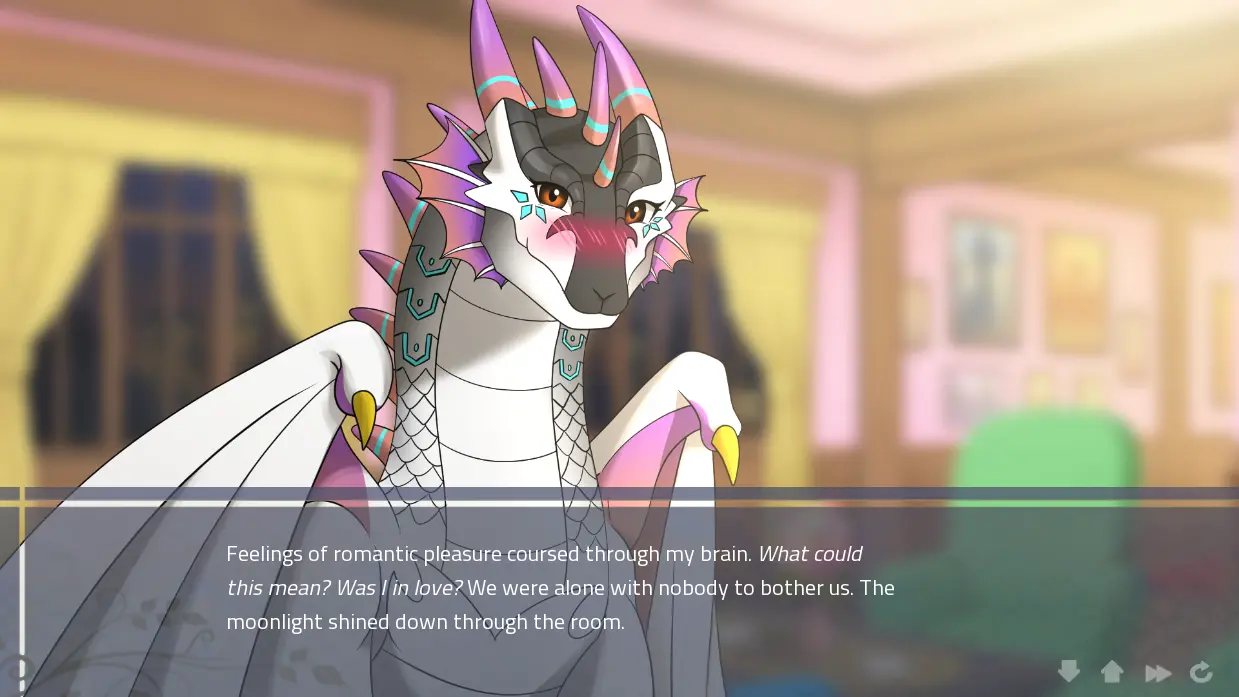 Feelings of romantic pleasure coursed through my brain. What could
this mean? Was I in love? We were alone with nobody to bother us. The
moonlight shined down through the room.